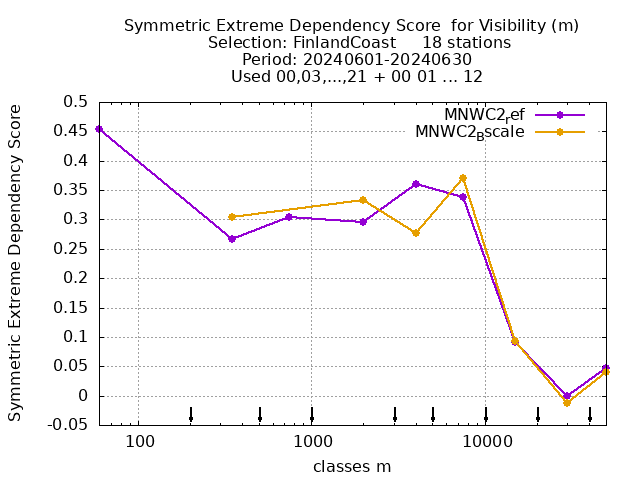 Symmetric Extreme Dependency Score  for Visibility (m)
Selection: FinlandCoast     18 stations
Period: 20240601-20240630
Used 00,03,...,21 + 00 01 ... 12
MNWC2ref
MNWC2Bscale
Symmetric Extreme Dependency Score
0.5
0.45
0.4
0.35
0.3
0.25
0.2
0.15
0.1
0.05
0
-0.05
100 1000 10000
classes m